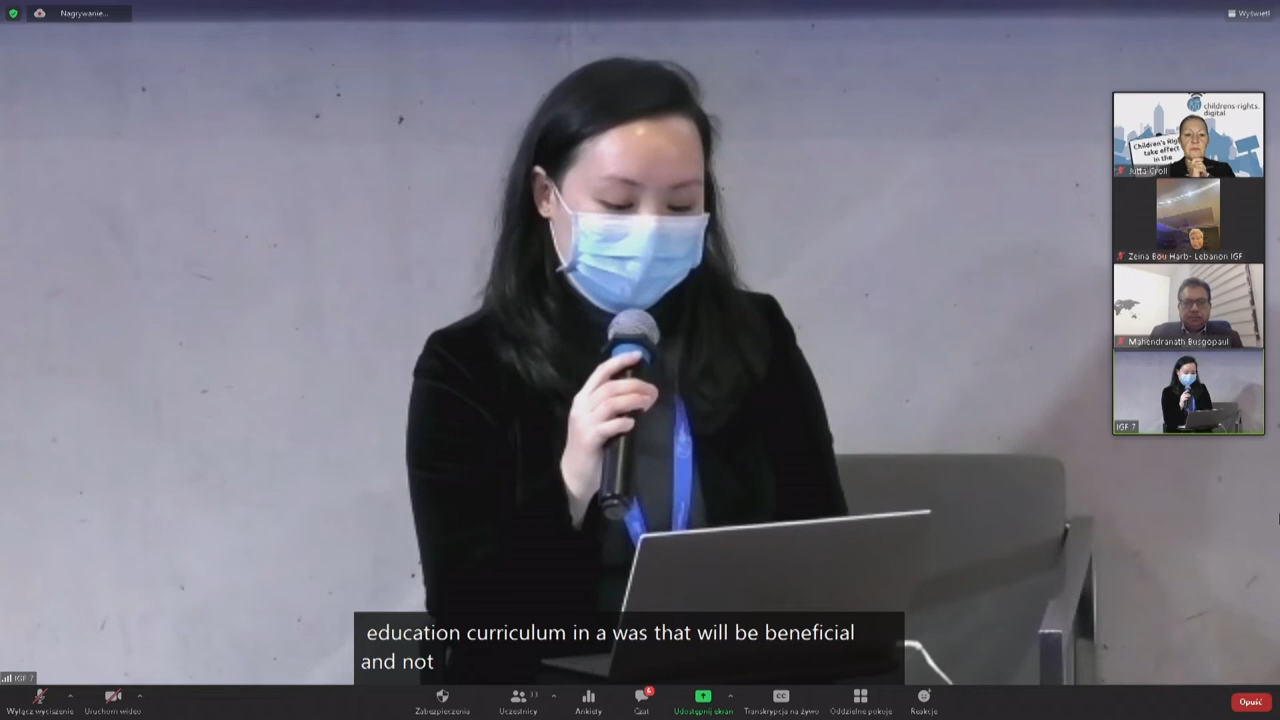 Nagrywanie...
Wyświetl
childrens-rights.
digital
Children's Rig
take effect
in the
Jutta Croll
Zeina Bou Harb- Lebanon IGF
Mahendranath Busgopaul
IGF 7
education curriculum in a was that will be beneficial
and not
IGF 7
Wyłącz wyciszenie
Uruchom wideo
Zabezpieczenia
Uczestnicy
33
Ankiety
Czat
6
Udostępnij ekran
CC
Transkrypcja na żywo
Oddzielne pokoje
Reakcje
Opuść